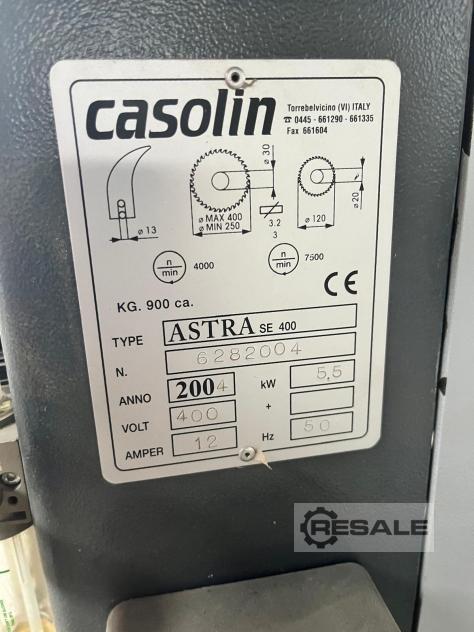 casolin
Torrebelvicino (VI) ITALY
☎ 0445 - 661290 - 661335
Fax 661604
ø 30
ø 20
ø MAX 400
ø MIN 250
3.2
3
ø 120
ø 13
n/min 4000
n/min 7500
CE
KG. 900 ca.
TYPE ASTRA SE 400
N. 6282004
ANNO 2004 kW 5,5
VOLT 400 +
AMPER 12 Hz 50
RESALE